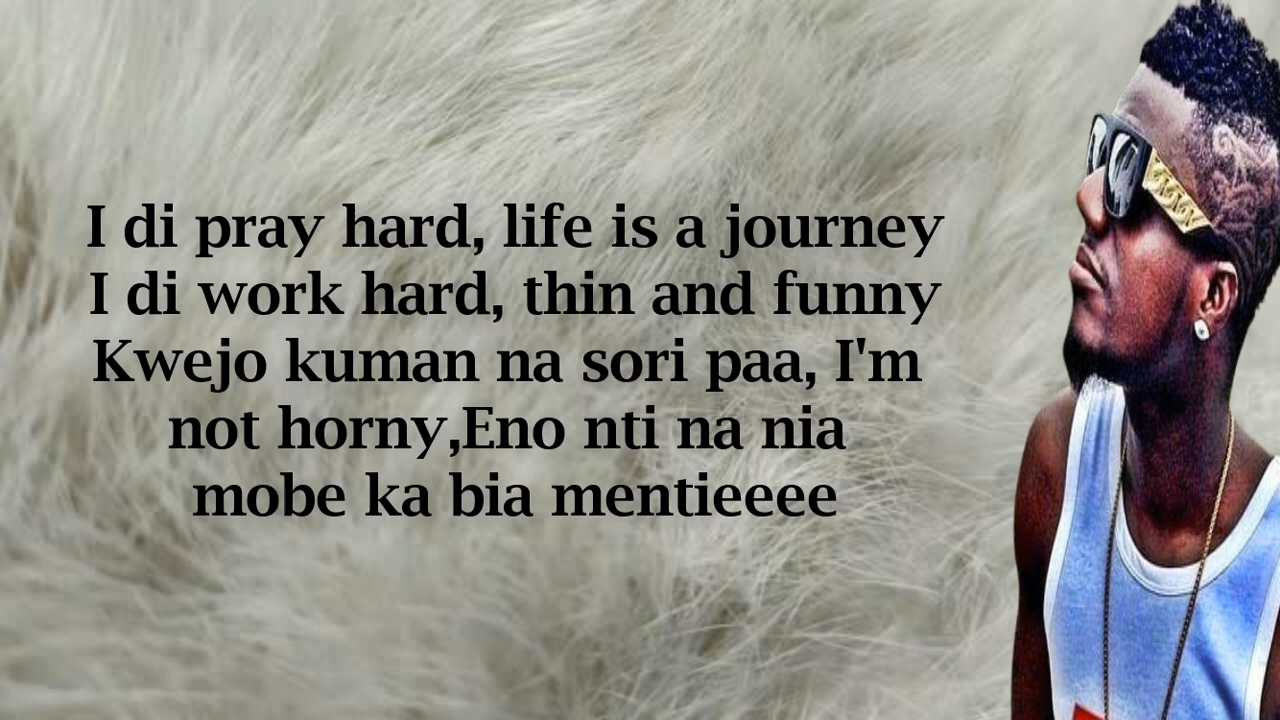 I di pray hard, life is a journey
I di work hard, thin and funny
Kwejo kuman na sori paa, I'm
not horny,Eno nti na nia
mobe ka bia mentieeee